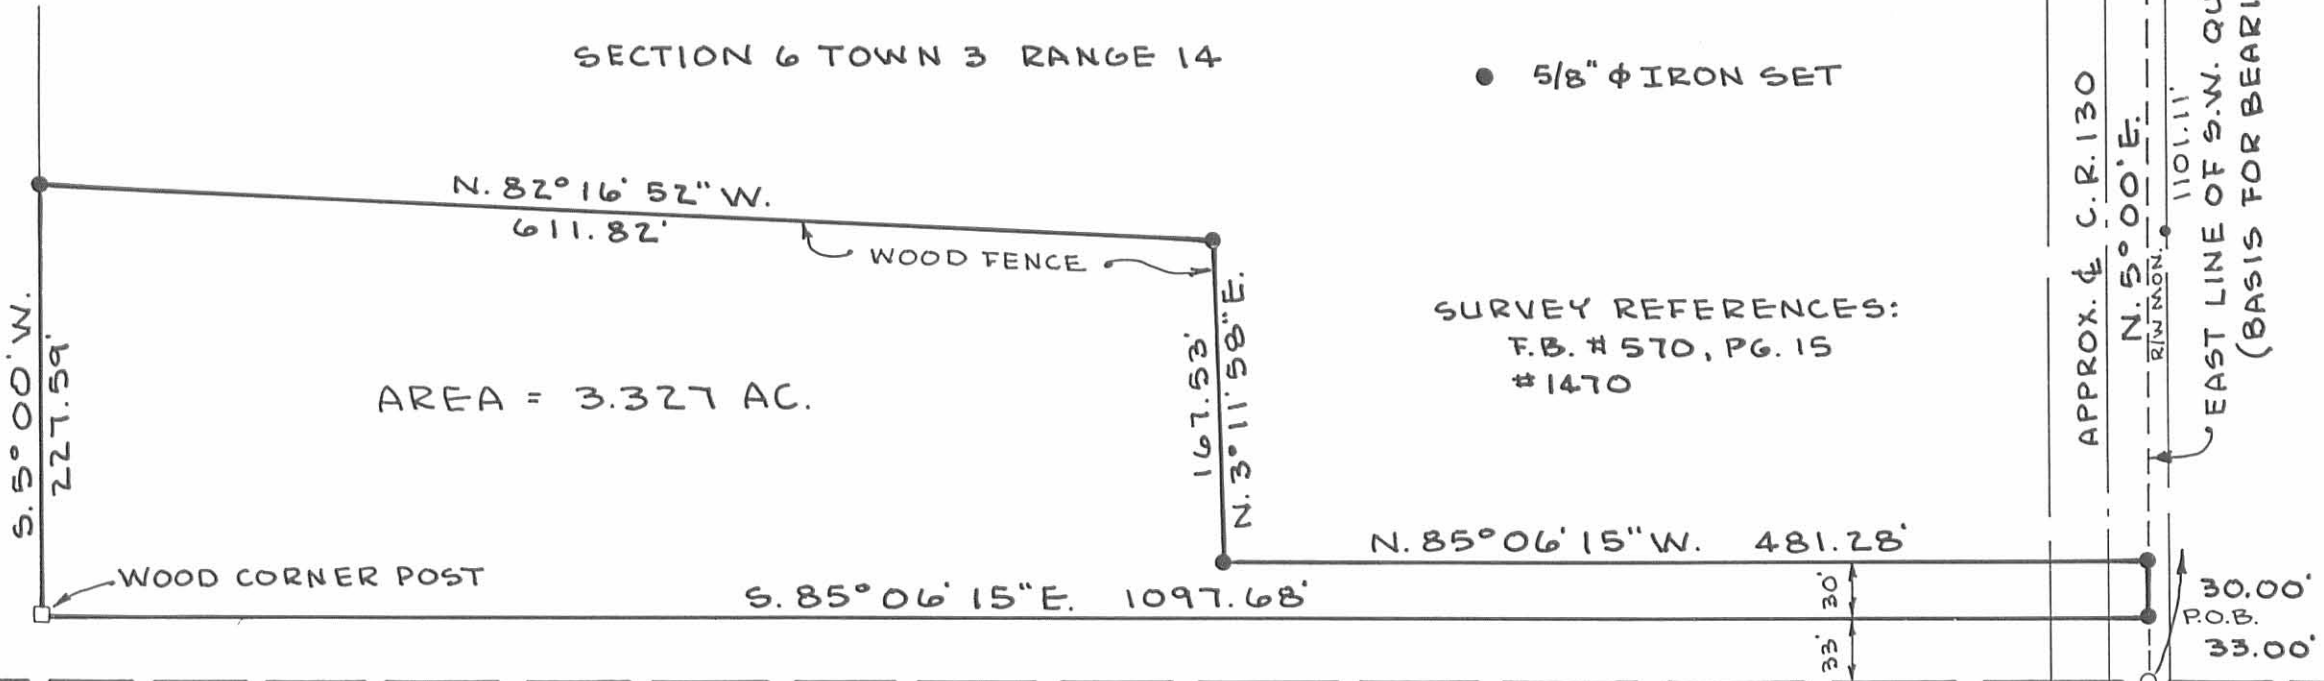 SECTION 6 TOWN 3 RANGE 14
● 5/8" ϕ IRON SET
N. 82° 16' 52" W.
611.82'
WOOD FENCE
S. 5° 00' W.
227.59'
AREA = 3.327 AC.
167.53'
N. 3° 11' 58" E.
SURVEY REFERENCES:
F.B. # 570, PG. 15
# 1470
APPROX. ℄ C.R. 130
N. 5° 00' E.
R/W MON.
1101.11'
EAST LINE OF S.W. QU
(BASIS FOR BEARI
WOOD CORNER POST
N. 85° 06' 15" W. 481.28'
S. 85° 06' 15" E. 1097.68'
30'
33'
30.00'
P.O.B.
33.00'